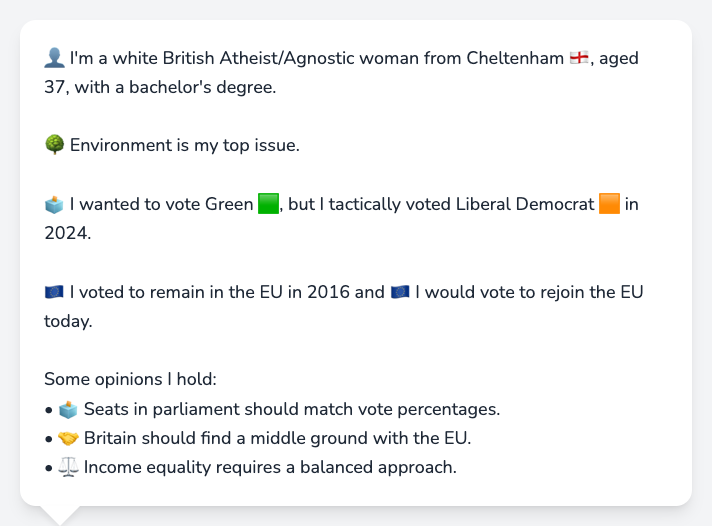 👤 I'm a white British Atheist/Agnostic woman from Cheltenham 🏴󠁧󠁢󠁥󠁮󠁧󠁿, aged
37, with a bachelor's degree.
🌳 Environment is my top issue.
🗳️ I wanted to vote Green 🟩, but I tactically voted Liberal Democrat 🟧 in
2024.
🇪🇺 I voted to remain in the EU in 2016 and 🇪🇺 I would vote to rejoin the EU
today.
Some opinions I hold:
• 🗳️ Seats in parliament should match vote percentages.
• 🤝 Britain should find a middle ground with the EU.
• ⚖️ Income equality requires a balanced approach.